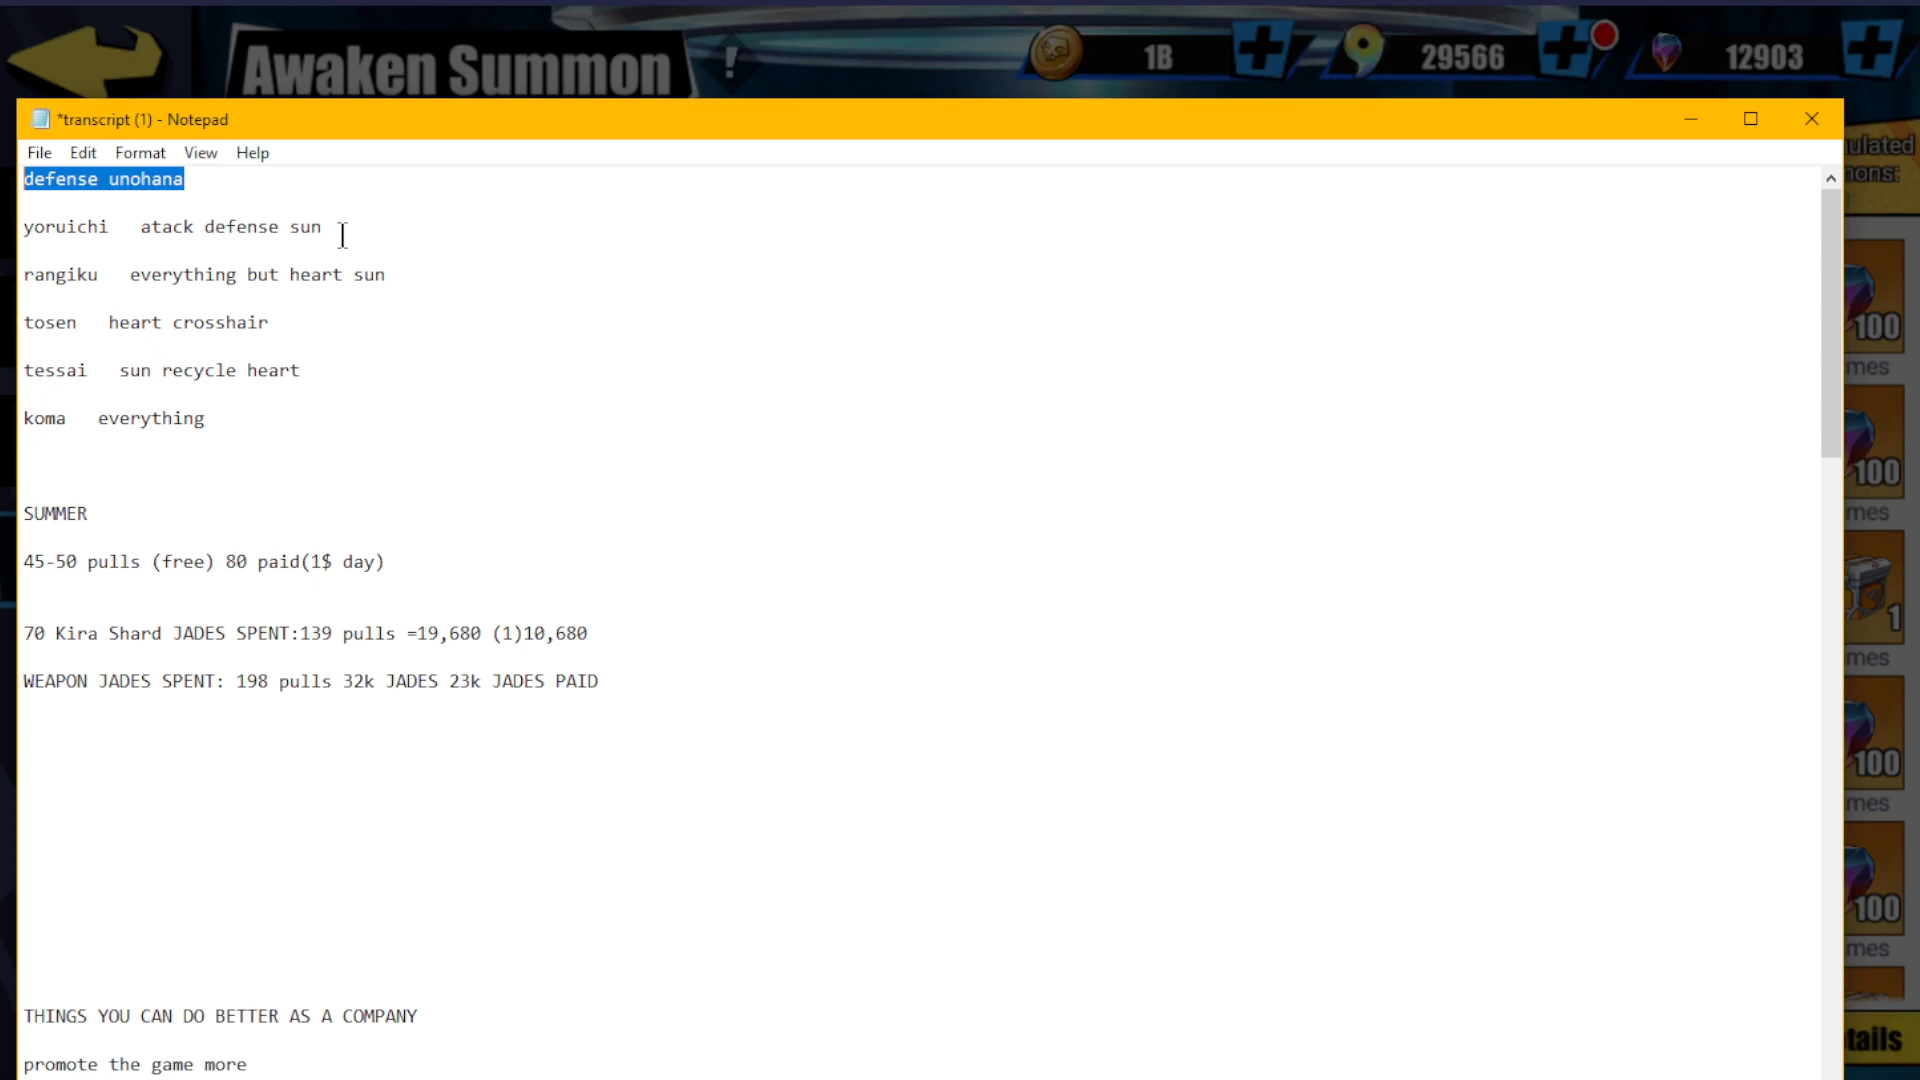 Awaken Summon ! 1B 29566 12903
*transcript (1) - Notepad
File Edit Format View Help
defense unohana
yoruichi atack defense sun
rangiku everything but heart sun
tosen heart crosshair
tessai sun recycle heart
koma everything
SUMMER
45-50 pulls (free) 80 paid(1$ day)
70 Kira Shard JADES SPENT:139 pulls =19,680 (1)10,680
WEAPON JADES SPENT: 198 pulls 32k JADES 23k JADES PAID
THINGS YOU CAN DO BETTER AS A COMPANY
promote the game more
100
100
1
100
100